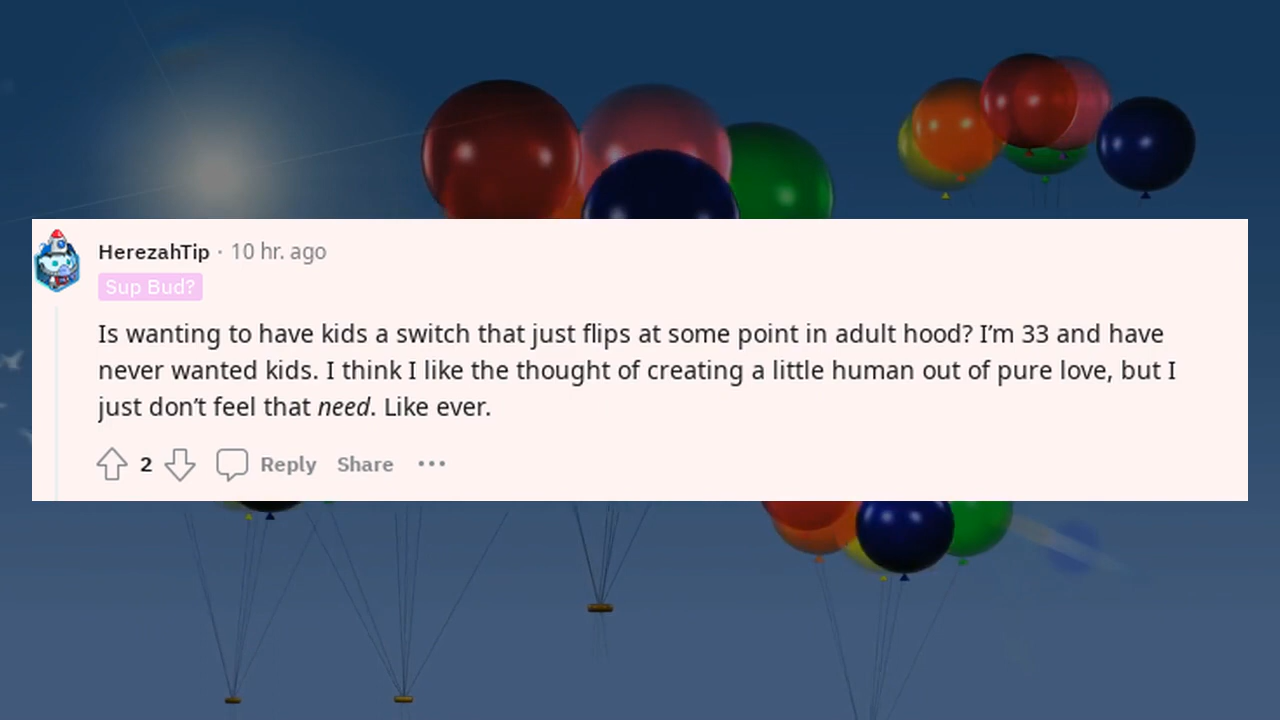 HerezahTip · 10 hr. ago
Sup Bud?
Is wanting to have kids a switch that just flips at some point in adult hood? I’m 33 and have
never wanted kids. I think I like the thought of creating a little human out of pure love, but I
just don’t feel that need. Like ever.
2 Reply Share ···